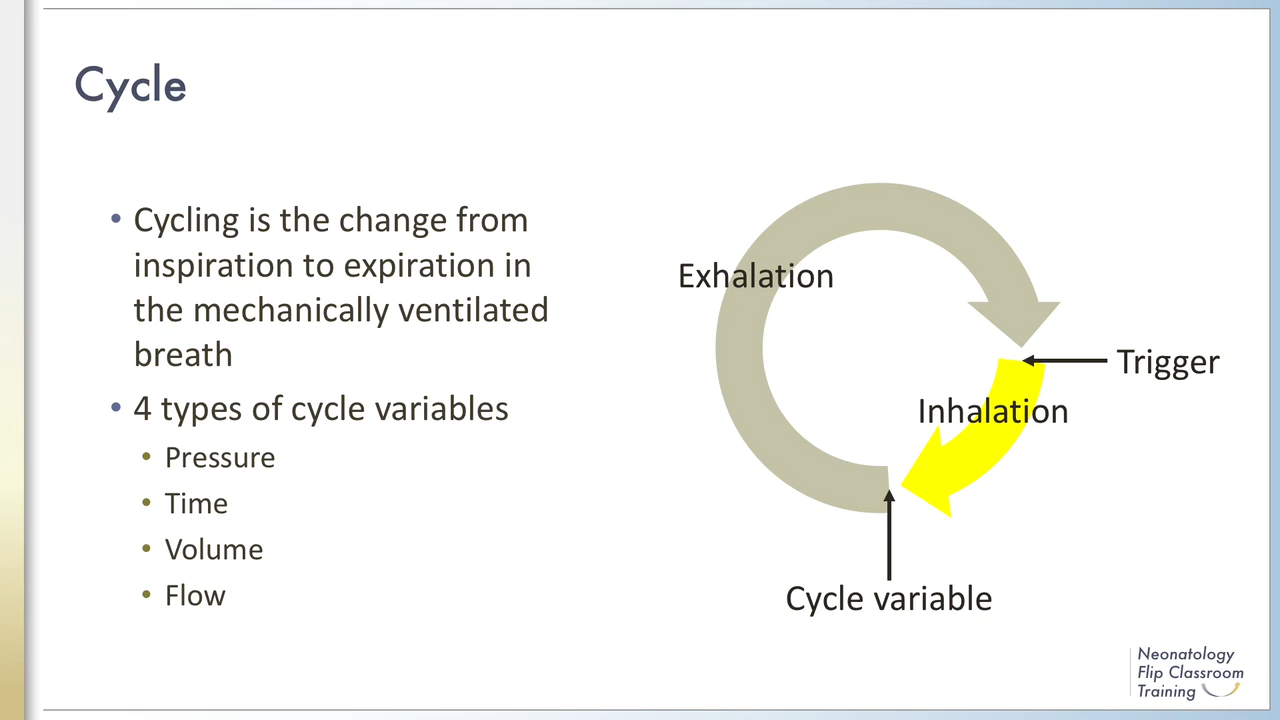 Cycle
• Cycling is the change from
inspiration to expiration in
the mechanically ventilated
breath
• 4 types of cycle variables
• Pressure
• Time
• Volume
• Flow
Exhalation
Trigger
Inhalation
Cycle variable
Neonatology
Flip Classroom
Training